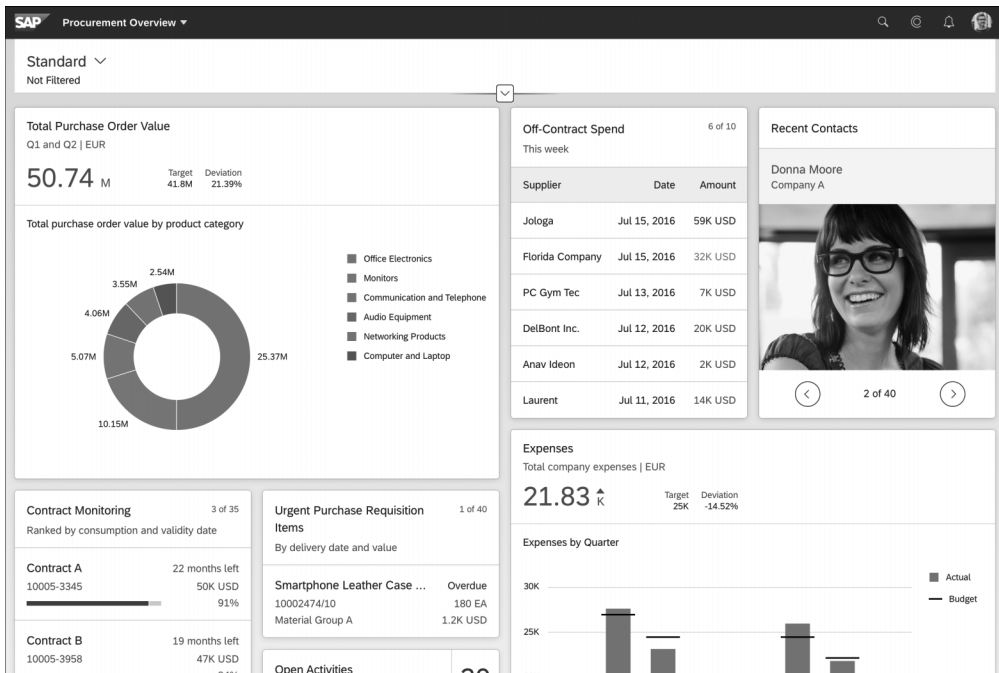 SAP Procurement Overview
Standard
Not Filtered
Total Purchase Order Value
Q1 and Q2 | EUR
50.74 M
Target Deviation
41.8M 21.39%
Total purchase order value by product category
2.54M
3.55M
4.06M
5.07M
25.37M
10.15M
Office Electronics
Monitors
Communication and Telephone
Audio Equipment
Networking Products
Computer and Laptop
Off-Contract Spend 6 of 10
This week
Supplier Date Amount
Jologa Jul 15, 2016 59K USD
Florida Company Jul 15, 2016 32K USD
PC Gym Tec Jul 13, 2016 7K USD
DelBont Inc. Jul 12, 2016 20K USD
Anav Ideon Jul 12, 2016 2K USD
Laurent Jul 11, 2016 14K USD
Recent Contacts
Donna Moore
Company A
2 of 40
Contract Monitoring 3 of 35
Ranked by consumption and validity date
Contract A 22 months left
10005-3345 50K USD
91%
Contract B 19 months left
10005-3958 47K USD
Urgent Purchase Requisition 1 of 40
Items
By delivery date and value
Smartphone Leather Case ... Overdue
10002474/10 180 EA
Material Group A 1.2K USD
Open Activities
Expenses
Total company expenses | EUR
21.83 K
Target Deviation
25K -14.52%
Expenses by Quarter
30K
25K
Actual
Budget